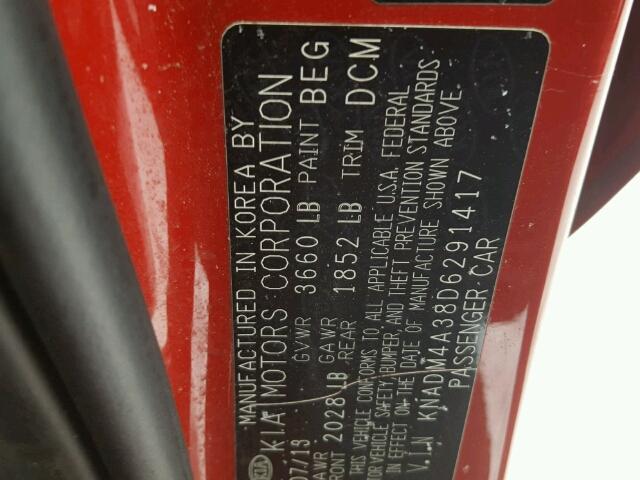 MANUFACTURED IN KOREA BY
KIA KIA MOTORS CORPORATION
07/13 GVWR 3660 LB PAINT BEG
GAWR FRONT 2028 LB GAWR REAR 1852 LB TRIM DCM
THIS VEHICLE CONFORMS TO ALL APPLICABLE U.S.A. FEDERAL
MOTOR VEHICLE SAFETY, BUMPER, AND THEFT PREVENTION STANDARDS
IN EFFECT ON THE DATE OF MANUFACTURE SHOWN ABOVE.
V.I.N KNADM4A38D6291417
PASSENGER CAR